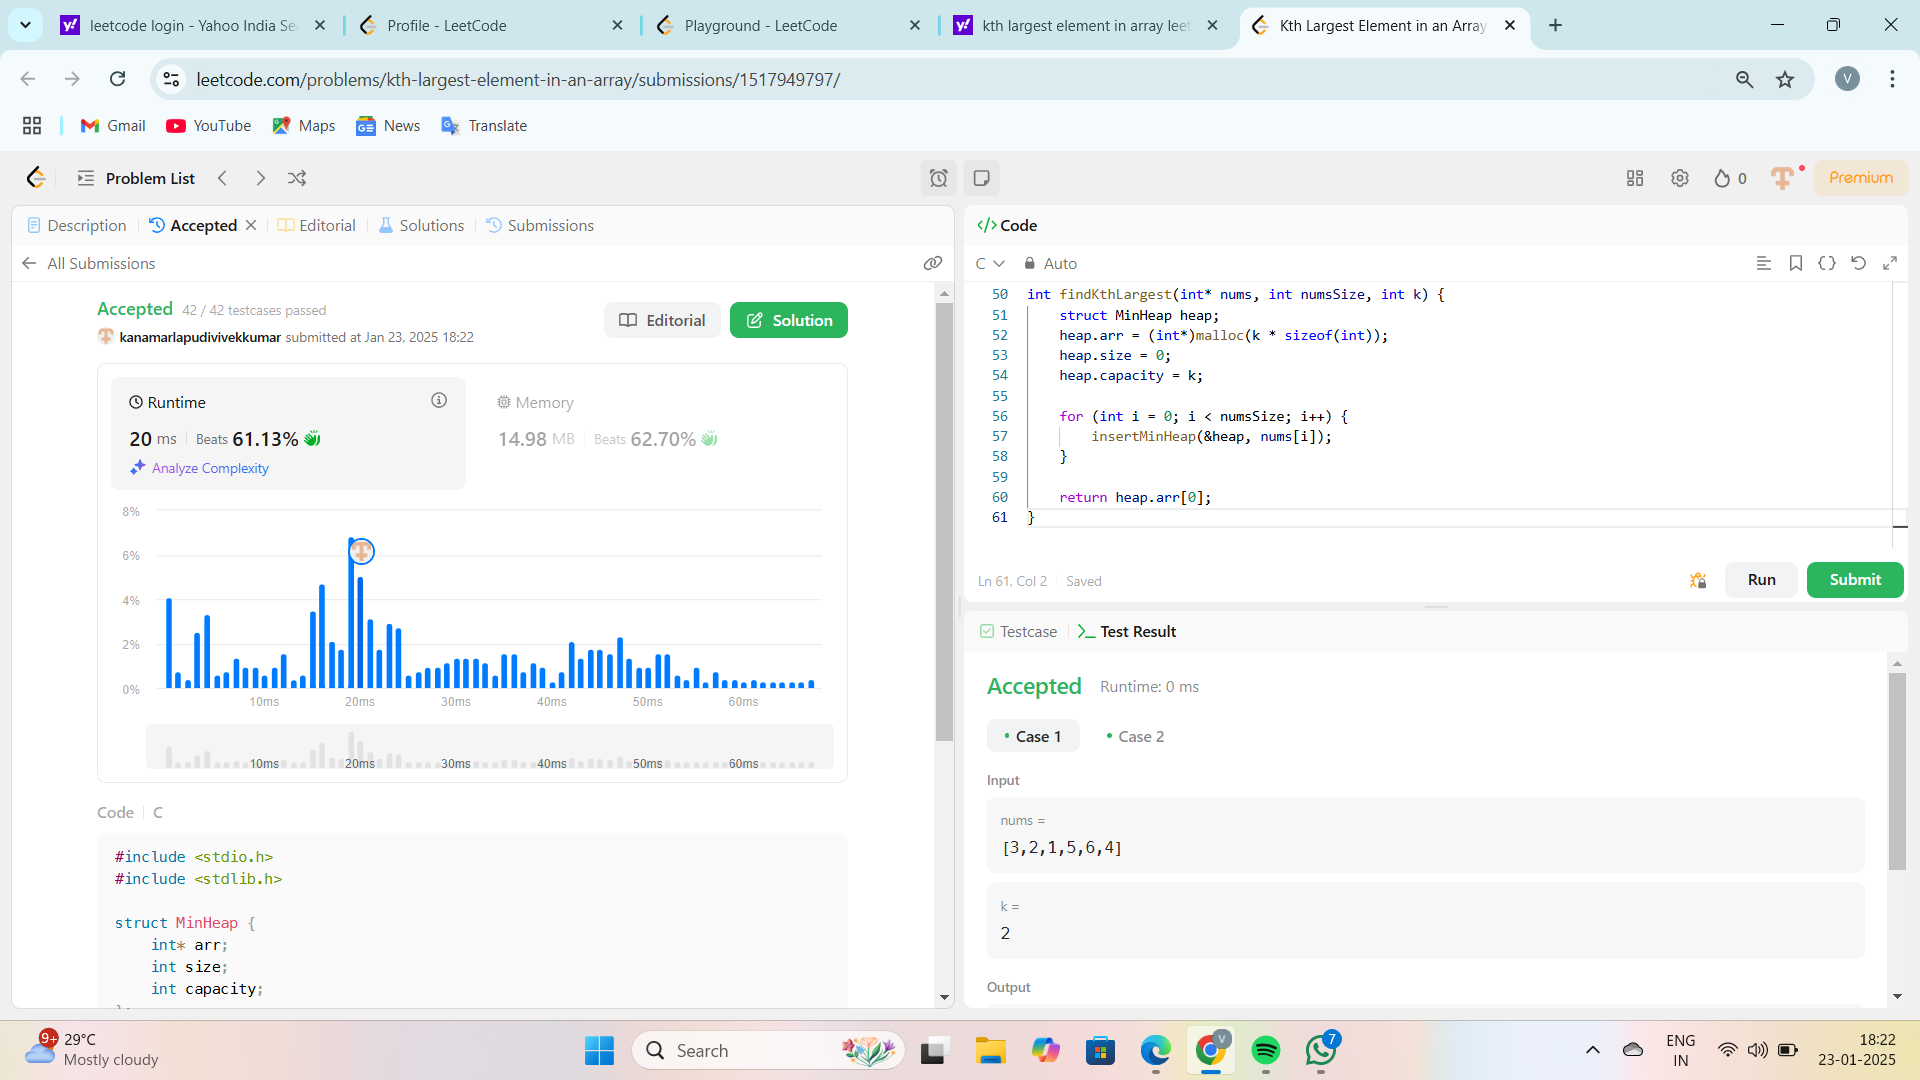 leetcode login - Yahoo India Se
Profile - LeetCode
Playground - LeetCode
kth largest element in array leet
Kth Largest Element in an Array
leetcode.com/problems/kth-largest-element-in-an-array/submissions/1517949797/
V
Gmail
YouTube
Maps
News
Translate
Problem List
0
Premium
Description
Accepted
Editorial
Solutions
Submissions
All Submissions
Accepted 42 / 42 testcases passed
kanamarlapudivivekkumar submitted at Jan 23, 2025 18:22
Editorial
Solution
Runtime
20 ms Beats 61.13%
Analyze Complexity
Memory
14.98 MB Beats 62.70%
8%
6%
4%
2%
0%
10ms 20ms 30ms 40ms 50ms 60ms
10ms 20ms 30ms 40ms 50ms 60ms
Code C
#include <stdio.h>
#include <stdlib.h>
struct MinHeap {
int* arr;
int size;
int capacity;
Code
C Auto
50 int findKthLargest(int* nums, int numsSize, int k) {
51 struct MinHeap heap;
52 heap.arr = (int*)malloc(k * sizeof(int));
53 heap.size = 0;
54 heap.capacity = k;
55
56 for (int i = 0; i < numsSize; i++) {
57 insertMinHeap(&heap, nums[i]);
58 }
59
60 return heap.arr[0];
61 }
Ln 61, Col 2 Saved
Run
Submit
Testcase
Test Result
Accepted Runtime: 0 ms
Case 1
Case 2
Input
nums =
[3,2,1,5,6,4]
k =
2
Output
9+
29°C
Mostly cloudy
Search
V
7
ENG
IN
18:22
23-01-2025